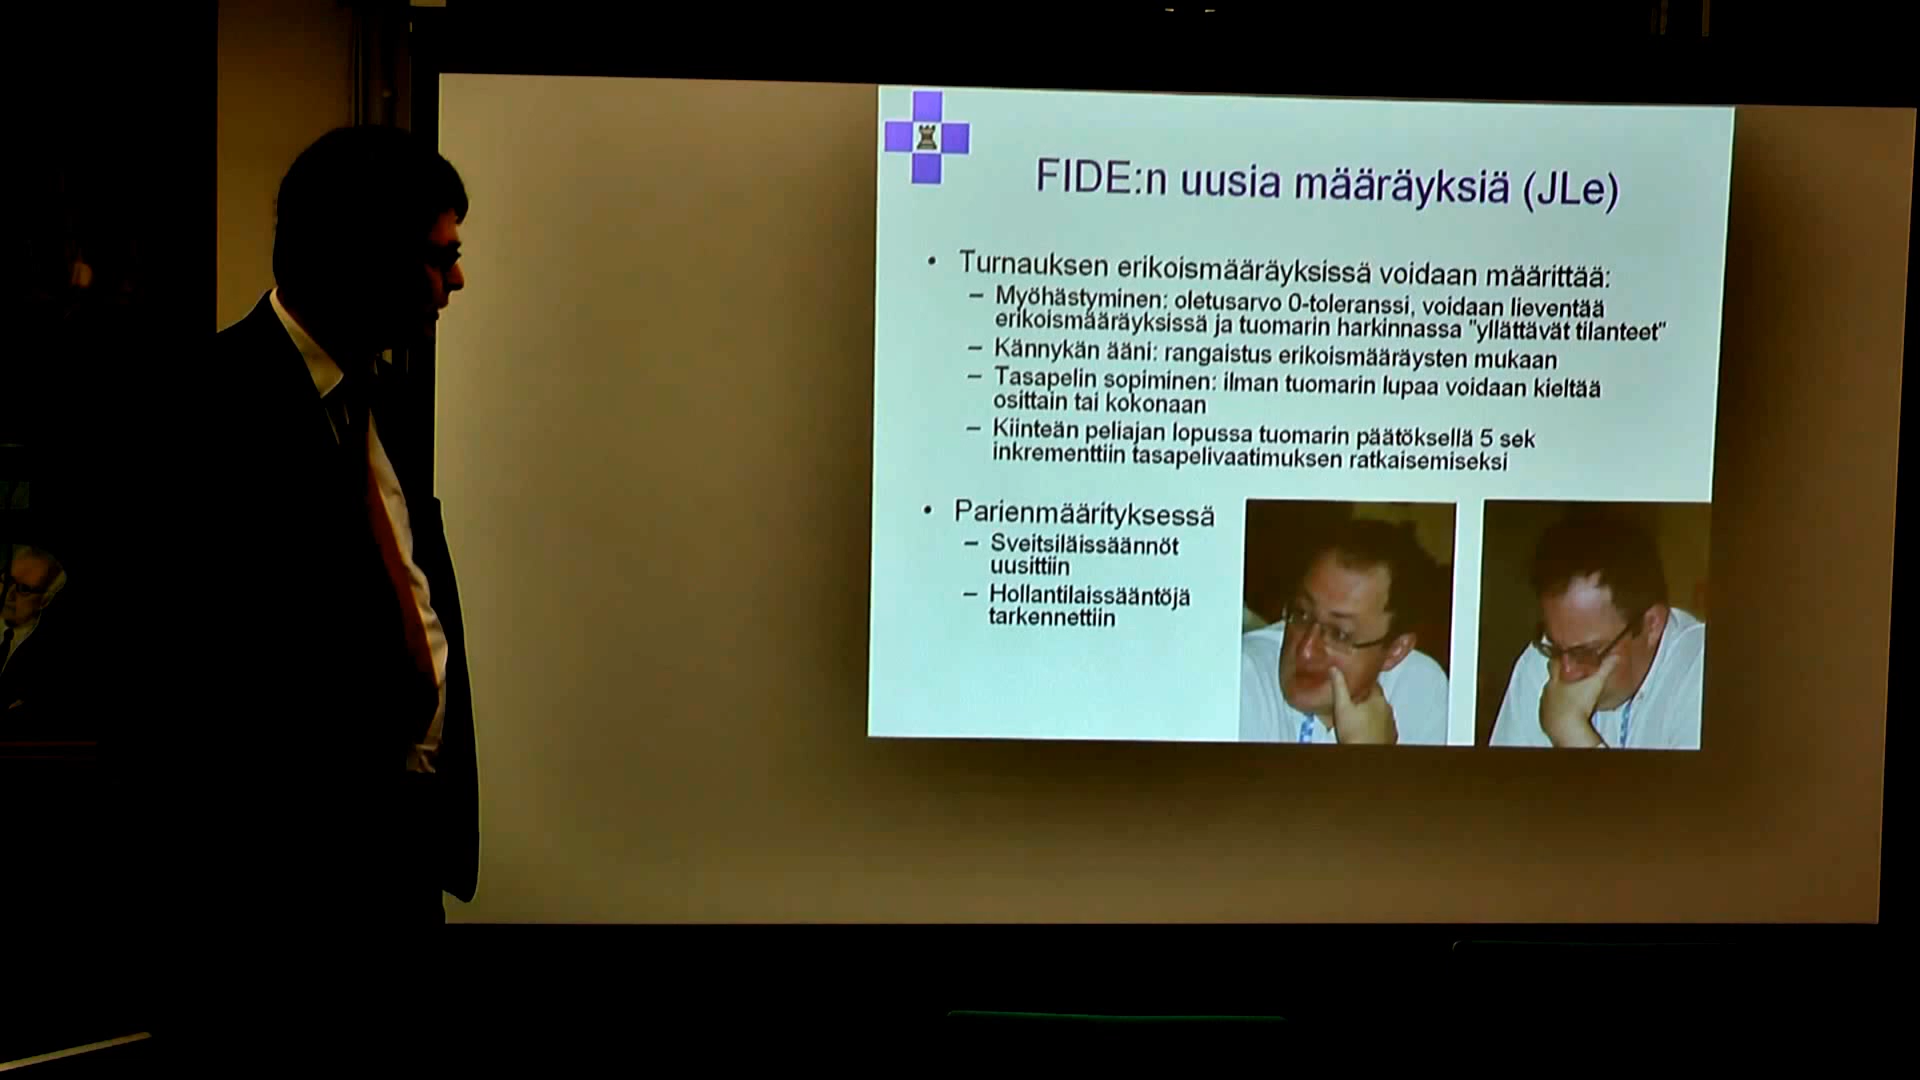 FIDE:n uusia määräyksiä (JLe)
• Turnauksen erikoismääräyksissä voidaan määrittää:
– Myöhästyminen: oletusarvo 0-toleranssi, voidaan lieventää
erikoismääräyksissä ja tuomarin harkinnassa "yllättävät tilanteet"
– Kännykän ääni: rangaistus erikoismääräysten mukaan
– Tasapelin sopiminen: ilman tuomarin lupaa voidaan kieltää
osittain tai kokonaan
– Kiinteän peliajan lopussa tuomarin päätöksellä 5 sek
inkrementtiin tasapelivaatimuksen ratkaisemiseksi
• Parienmäärityksessä
– Sveitsiläissäännöt
uusittiin
– Hollantilaissääntöjä
tarkennettiin